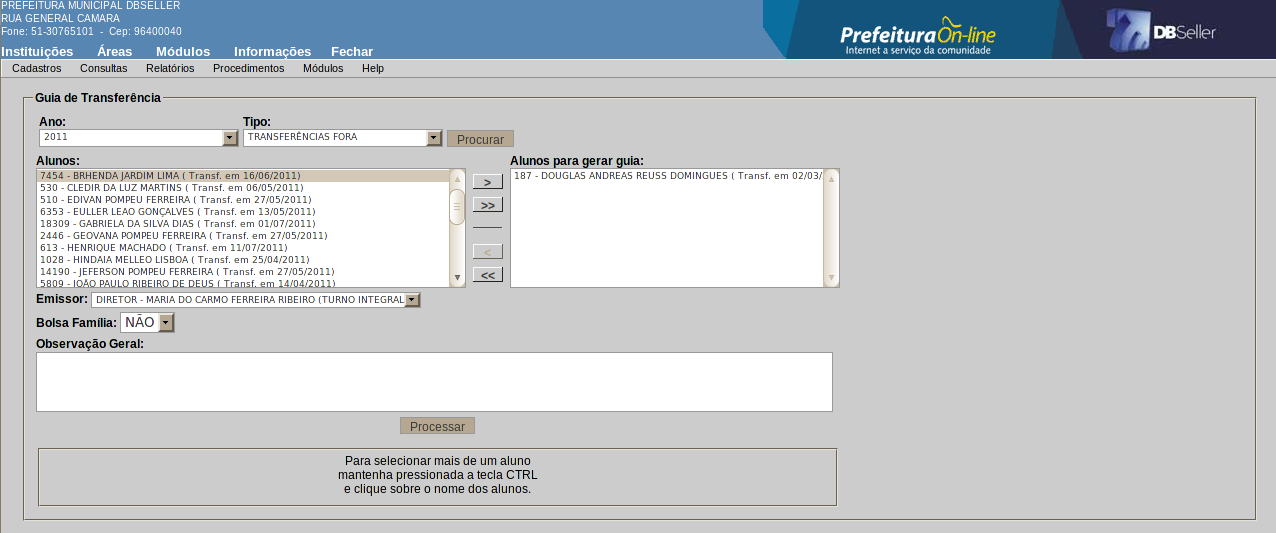 PREFEITURA MUNICIPAL DBSELLER
RUA GENERAL CAMARA
Fone: 51-30765101 - Cep: 96400040
Instituições Áreas Módulos Informações Fechar
PrefeituraOn-line
Internet a serviço da comunidade
DBSeller
Cadastros Consultas Relatórios Procedimentos Módulos Help
Guia de Transferência
Ano: Tipo:
2011 TRANSFERÊNCIAS FORA Procurar
Alunos: Alunos para gerar guia:
7454 - BRHENDA JARDIM LIMA ( Transf. em 16/06/2011)
530 - CLEDIR DA LUZ MARTINS ( Transf. em 06/05/2011)
510 - EDIVAN POMPEU FERREIRA ( Transf. em 27/05/2011)
6353 - EULLER LEAO GONÇALVES ( Transf. em 13/05/2011)
18309 - GABRIELA DA SILVA DIAS ( Transf. em 01/07/2011)
2446 - GEOVANA POMPEU FERREIRA ( Transf. em 27/05/2011)
613 - HENRIQUE MACHADO ( Transf. em 11/07/2011)
1028 - HINDAIA MELLEO LISBOA ( Transf. em 25/04/2011)
14190 - JEFERSON POMPEU FERREIRA ( Transf. em 27/05/2011)
5809 - JOÃO PAULO RIBEIRO DE DEUS ( Transf. em 14/04/2011)
>
>>
<
<<
187 - DOUGLAS ANDREAS REUSS DOMINGUES ( Transf. em 02/03/
Emissor: DIRETOR - MARIA DO CARMO FERREIRA RIBEIRO (TURNO INTEGRAL
Bolsa Família: NÃO
Observação Geral:
Processar
Para selecionar mais de um aluno
mantenha pressionada a tecla CTRL
e clique sobre o nome dos alunos.